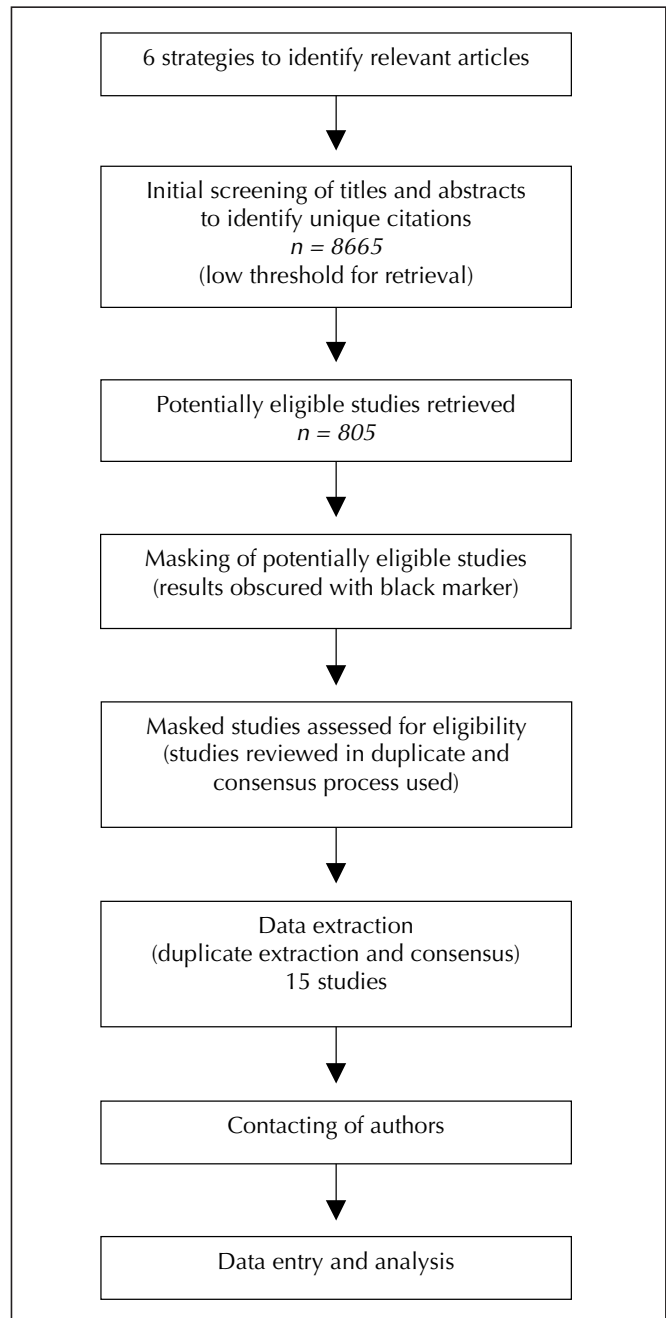 6 strategies to identify relevant articles
Initial screening of titles and abstracts
to identify unique citations
n = 8665
(low threshold for retrieval)
Potentially eligible studies retrieved
n = 805
Masking of potentially eligible studies
(results obscured with black marker)
Masked studies assessed for eligibility
(studies reviewed in duplicate and
consensus process used)
Data extraction
(duplicate extraction and consensus)
15 studies
Contacting of authors
Data entry and analysis